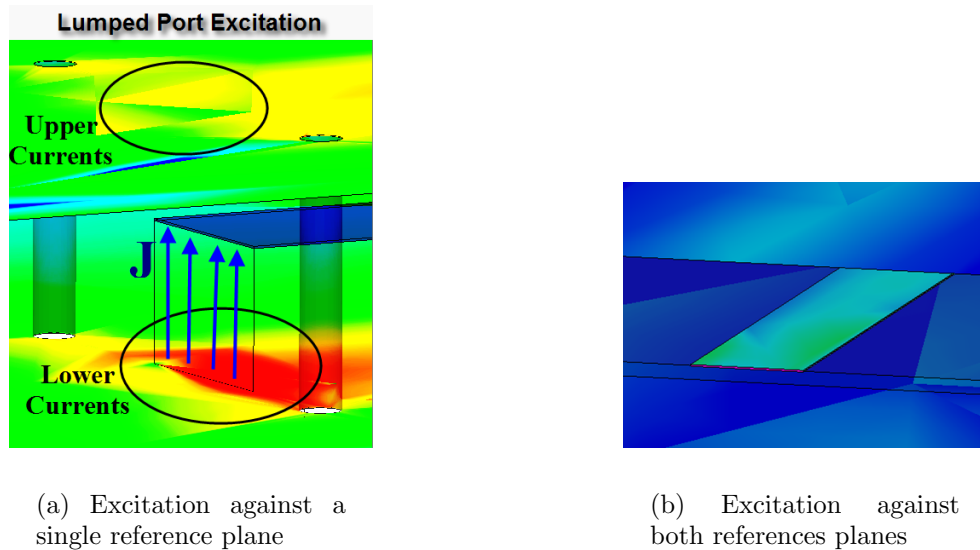 Lumped Port Excitation
Upper
Currents
J
Lower
Currents
(a) Excitation against a
single reference plane
(b) Excitation against
both references planes